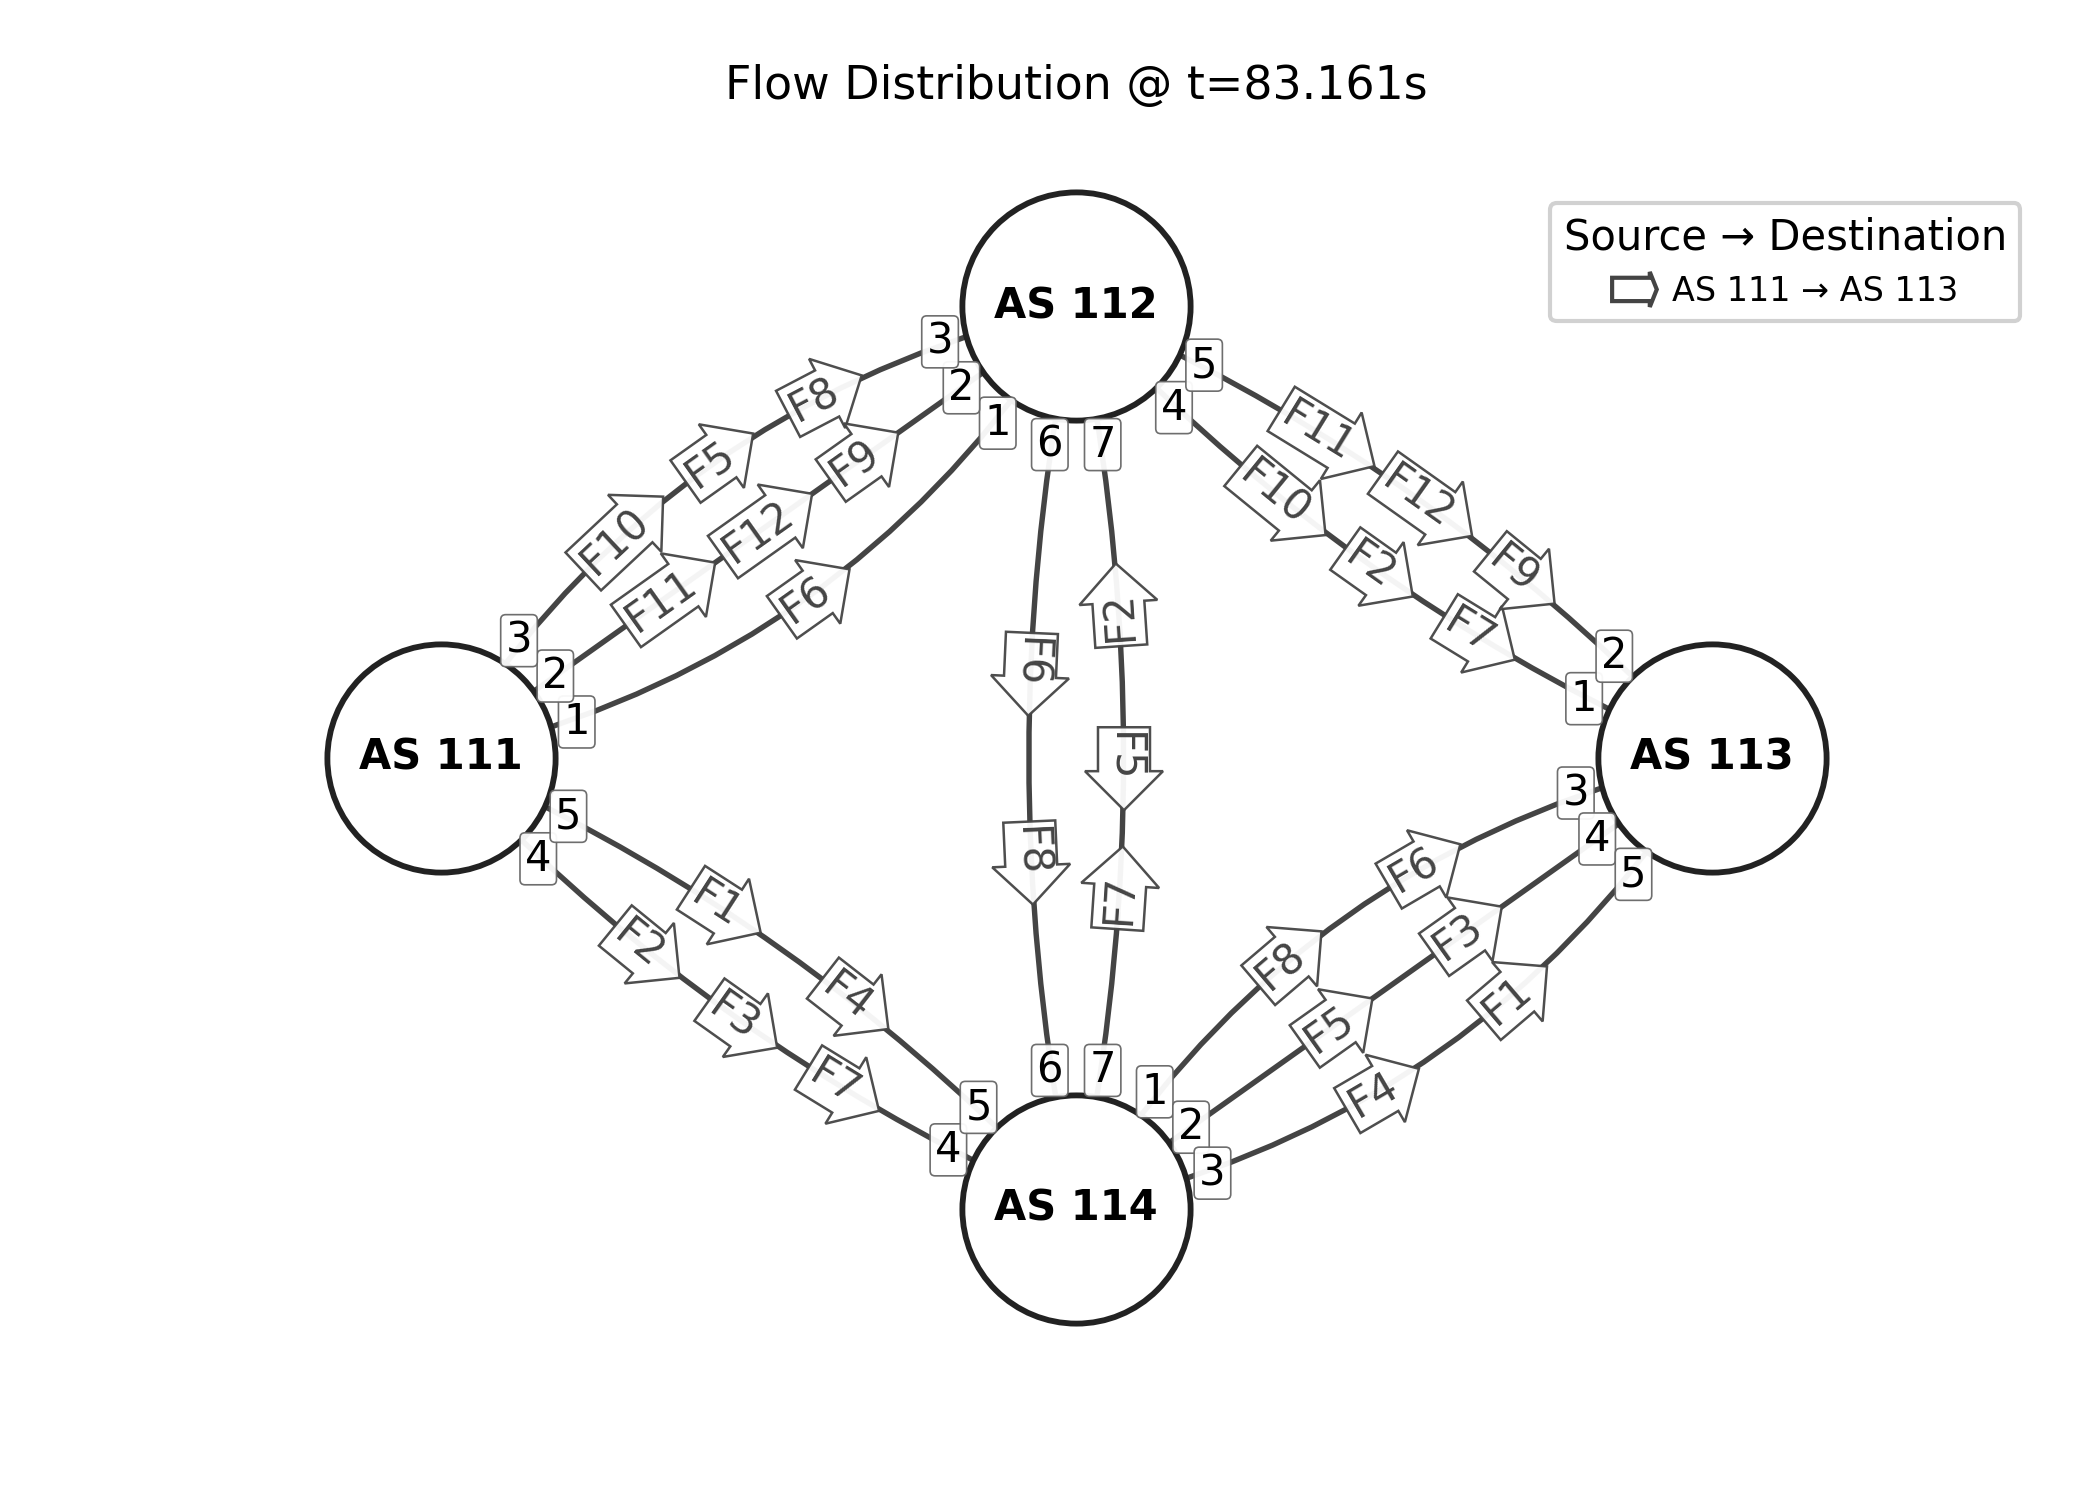 Flow Distribution @ t=83.161s
Source → Destination
AS 111 → AS 113
AS 112
3
2
1
6
7
4
5
F8
F5
F10
F9
F12
F11
F6
F11
F12
F9
F10
F2
F7
3
2
1
2
1
AS 111
AS 113
F6
F8
F2
F5
F7
5
4
3
4
5
F1
F4
F2
F3
F7
F6
F8
F3
F5
F1
F4
5
4
6
7
1
2
3
AS 114